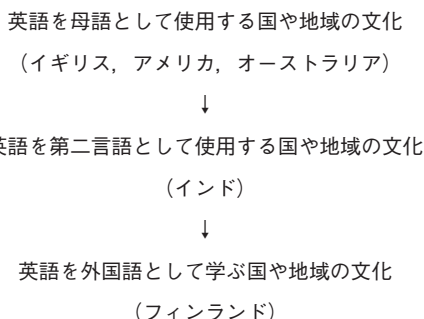 英語を母語として使用する国や地域の文化
（イギリス，アメリカ，オーストラリア）
↓
英語を第二言語として使用する国や地域の文化
（インド）
↓
英語を外国語として学ぶ国や地域の文化
（フィンランド）